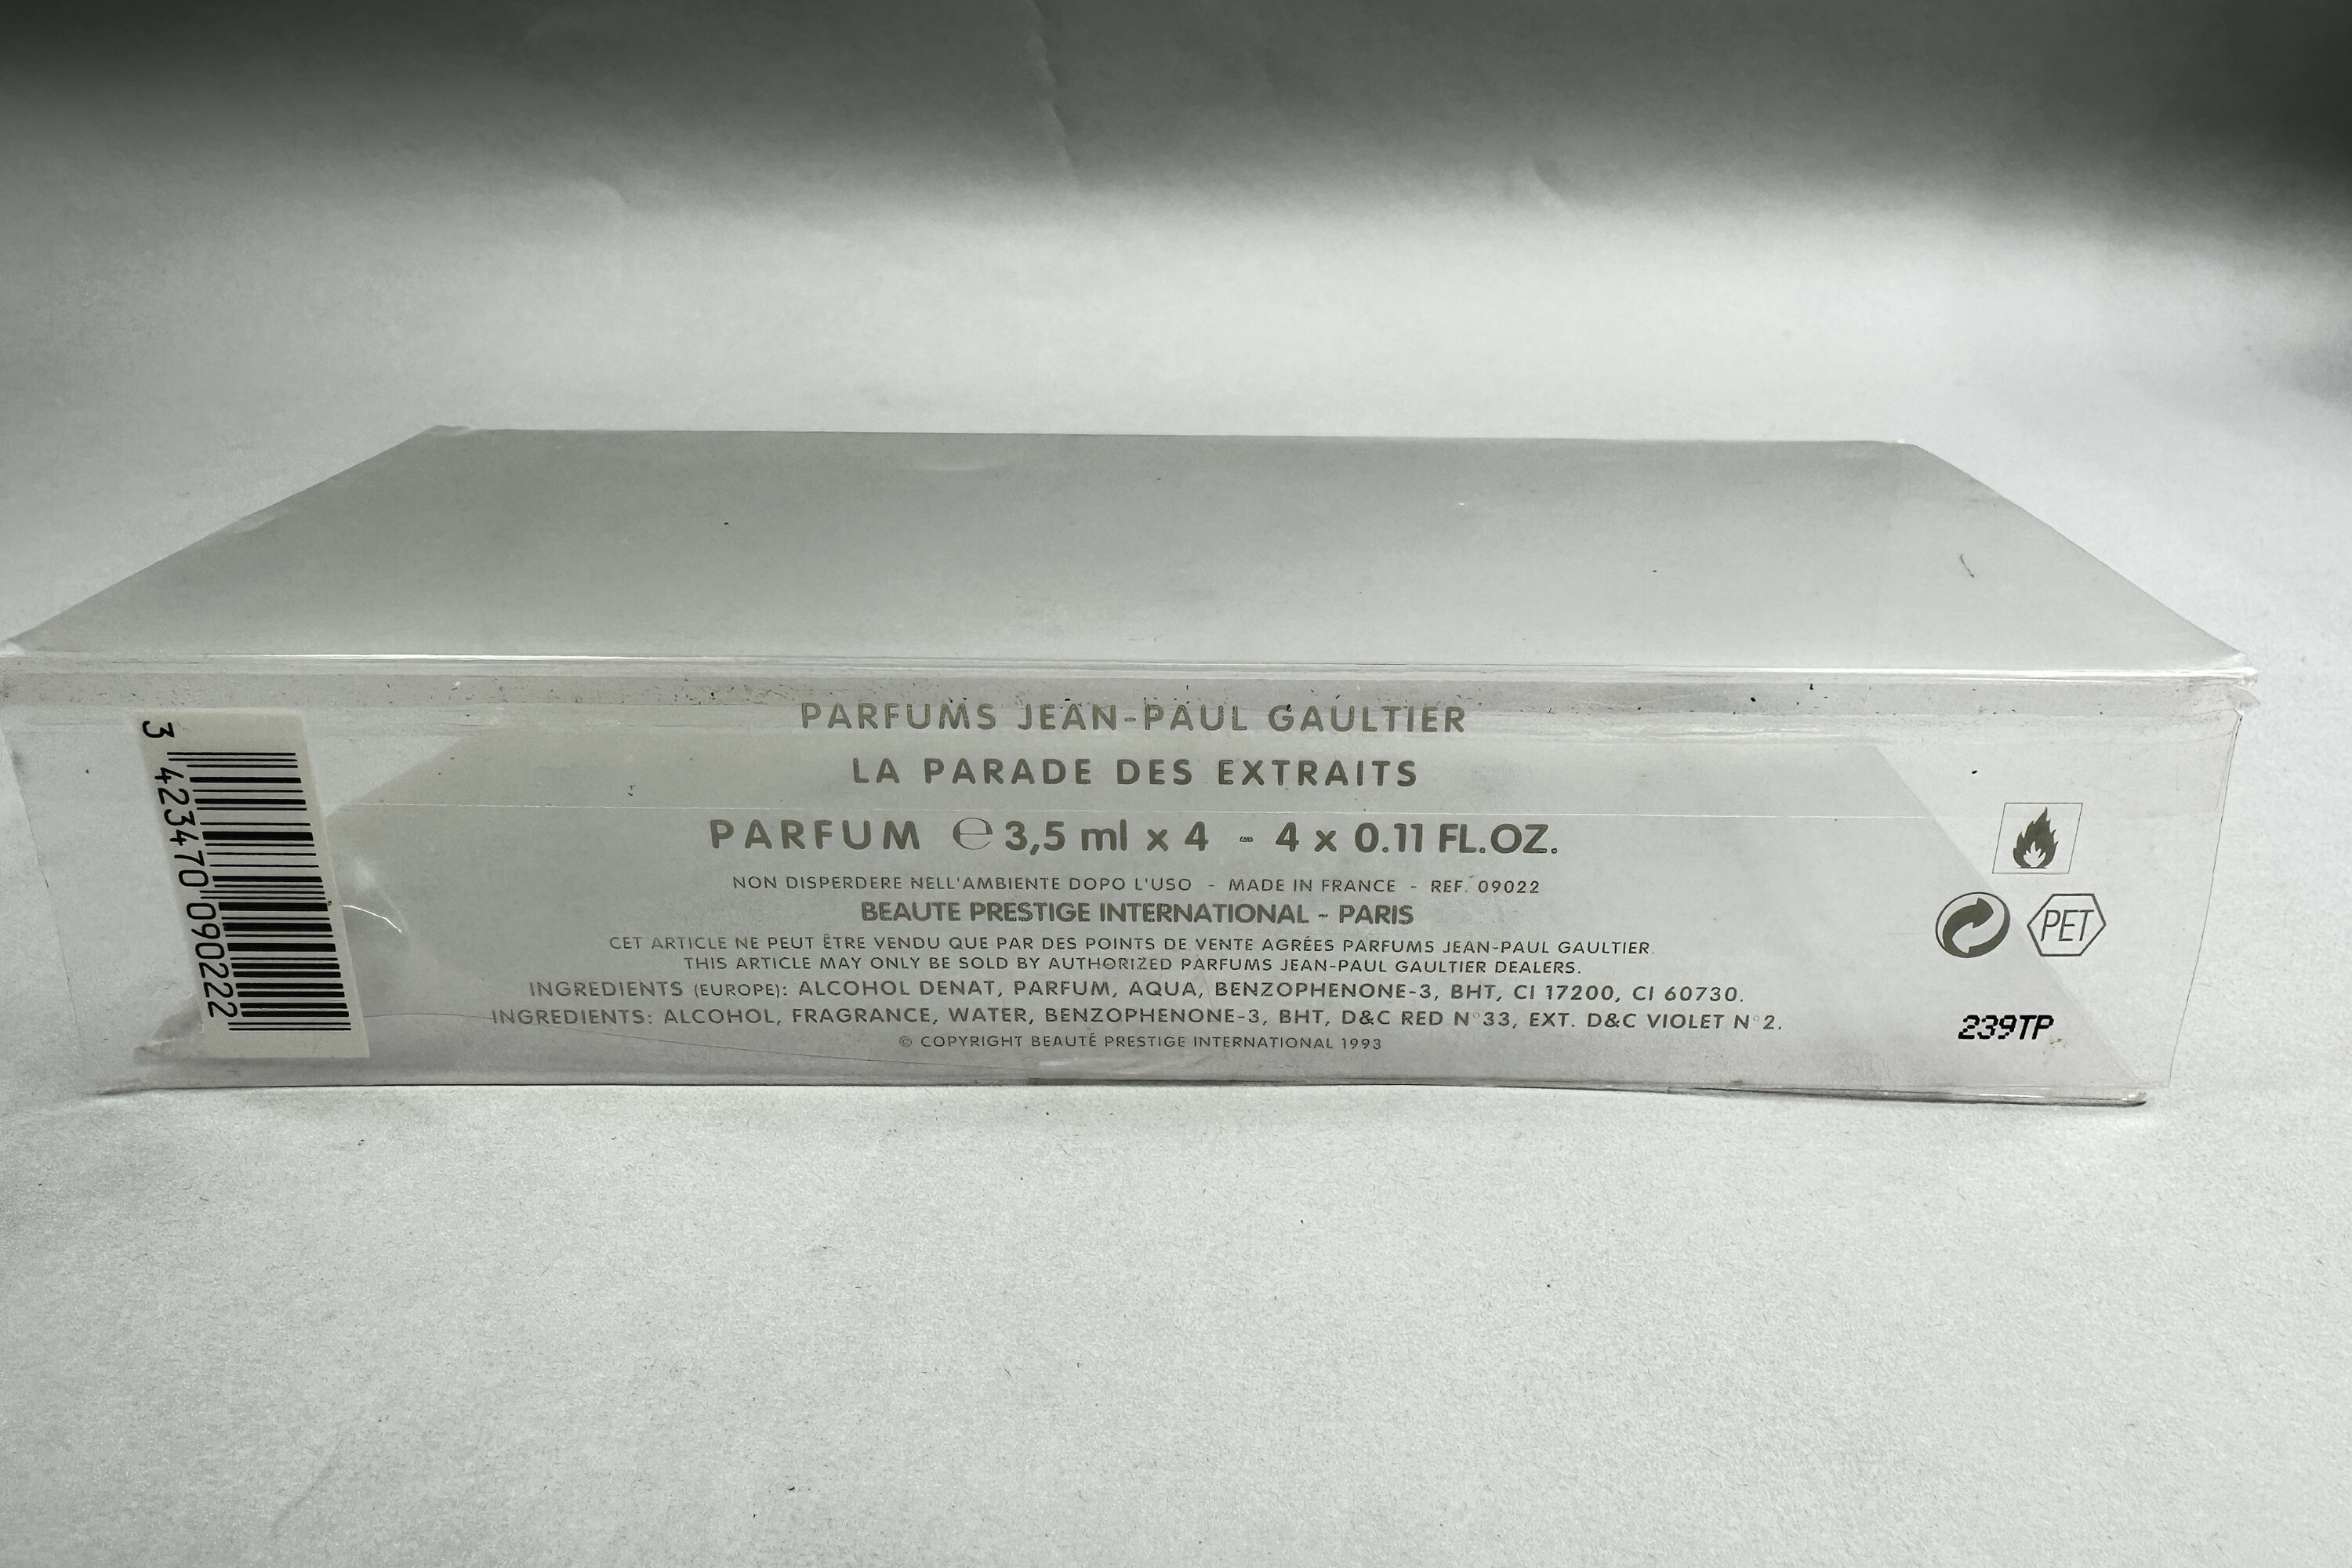 PARFUMS JEAN-PAUL GAULTIER
LA PARADE DES EXTRAITS
PARFUM ℮ 3,5 ml x 4 - 4 x 0.11 FL.OZ.
NON DISPERDERE NELL'AMBIENTE DOPO L'USO - MADE IN FRANCE - REF. 09022
BEAUTE PRESTIGE INTERNATIONAL - PARIS
CET ARTICLE NE PEUT ÊTRE VENDU QUE PAR DES POINTS DE VENTE AGRÉES PARFUMS JEAN-PAUL GAULTIER.
THIS ARTICLE MAY ONLY BE SOLD BY AUTHORIZED PARFUMS JEAN-PAUL GAULTIER DEALERS.
INGREDIENTS (EUROPE): ALCOHOL DENAT, PARFUM, AQUA, BENZOPHENONE-3, BHT, CI 17200, CI 60730.
INGREDIENTS: ALCOHOL, FRAGRANCE, WATER, BENZOPHENONE-3, BHT, D&C RED N°33, EXT. D&C VIOLET N°2.
© COPYRIGHT BEAUTÉ PRESTIGE INTERNATIONAL 1993
3 423470 090222
PET
239TP